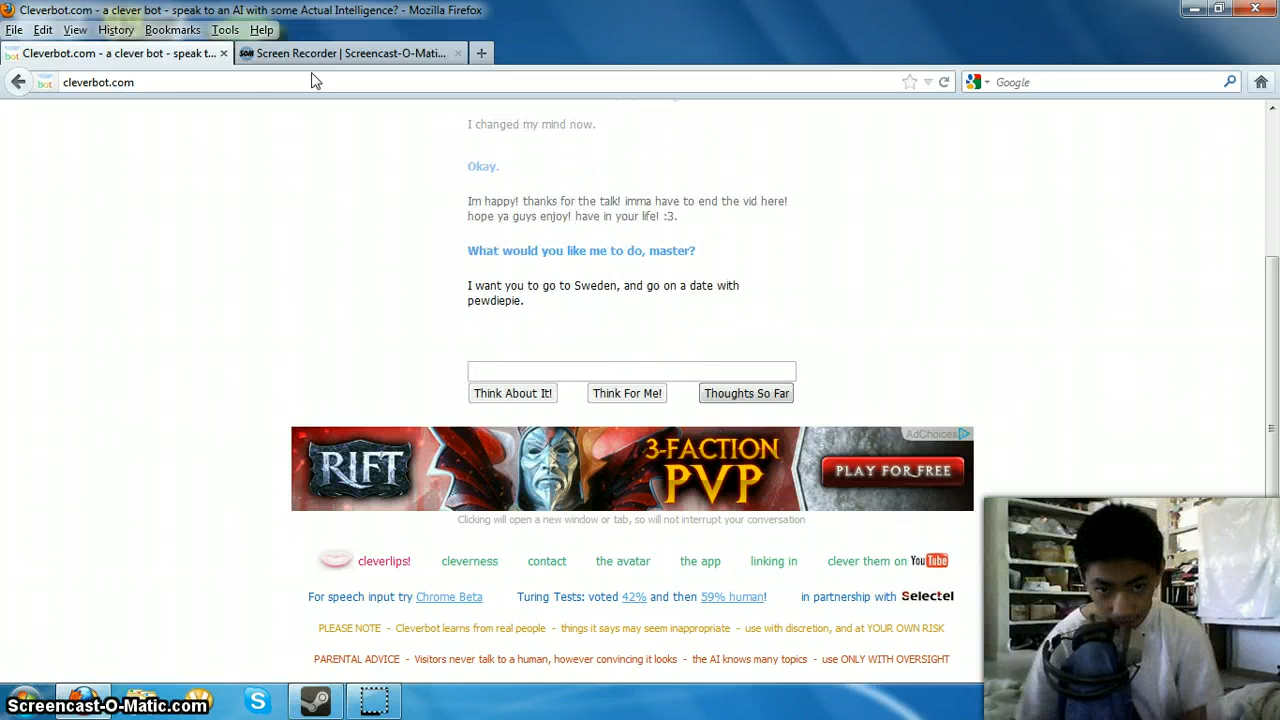 Cleverbot.com - a clever bot - speak to an AI with some Actual Intelligence? - Mozilla Firefox
File Edit View History Bookmarks Tools Help
bot Cleverbot.com - a clever bot - speak t... × SOM Screen Recorder | Screencast-O-Mati... × +
bot cleverbot.com Google
I changed my mind now.
Okay.
Im happy! thanks for the talk! imma have to end the vid here!
hope ya guys enjoy! have in your life! :3.
What would you like me to do, master?
I want you to go to Sweden, and go on a date with
pewdiepie.
Think About It! Think For Me! Thoughts So Far
AdChoices
RIFT 3-FACTION PVP PLAY FOR FREE
Clicking will open a new window or tab, so will not interrupt your conversation
cleverlips! cleverness contact the avatar the app linking in clever them on YouTube
For speech input try Chrome Beta Turing Tests: voted 42% and then 59% human! in partnership with Selectel
PLEASE NOTE - Cleverbot learns from real people - things it says may seem inappropriate - use with discretion, and at YOUR OWN RISK
PARENTAL ADVICE - Visitors never talk to a human, however convincing it looks - the AI knows many topics - use ONLY WITH OVERSIGHT
Screencast-O-Matic.com